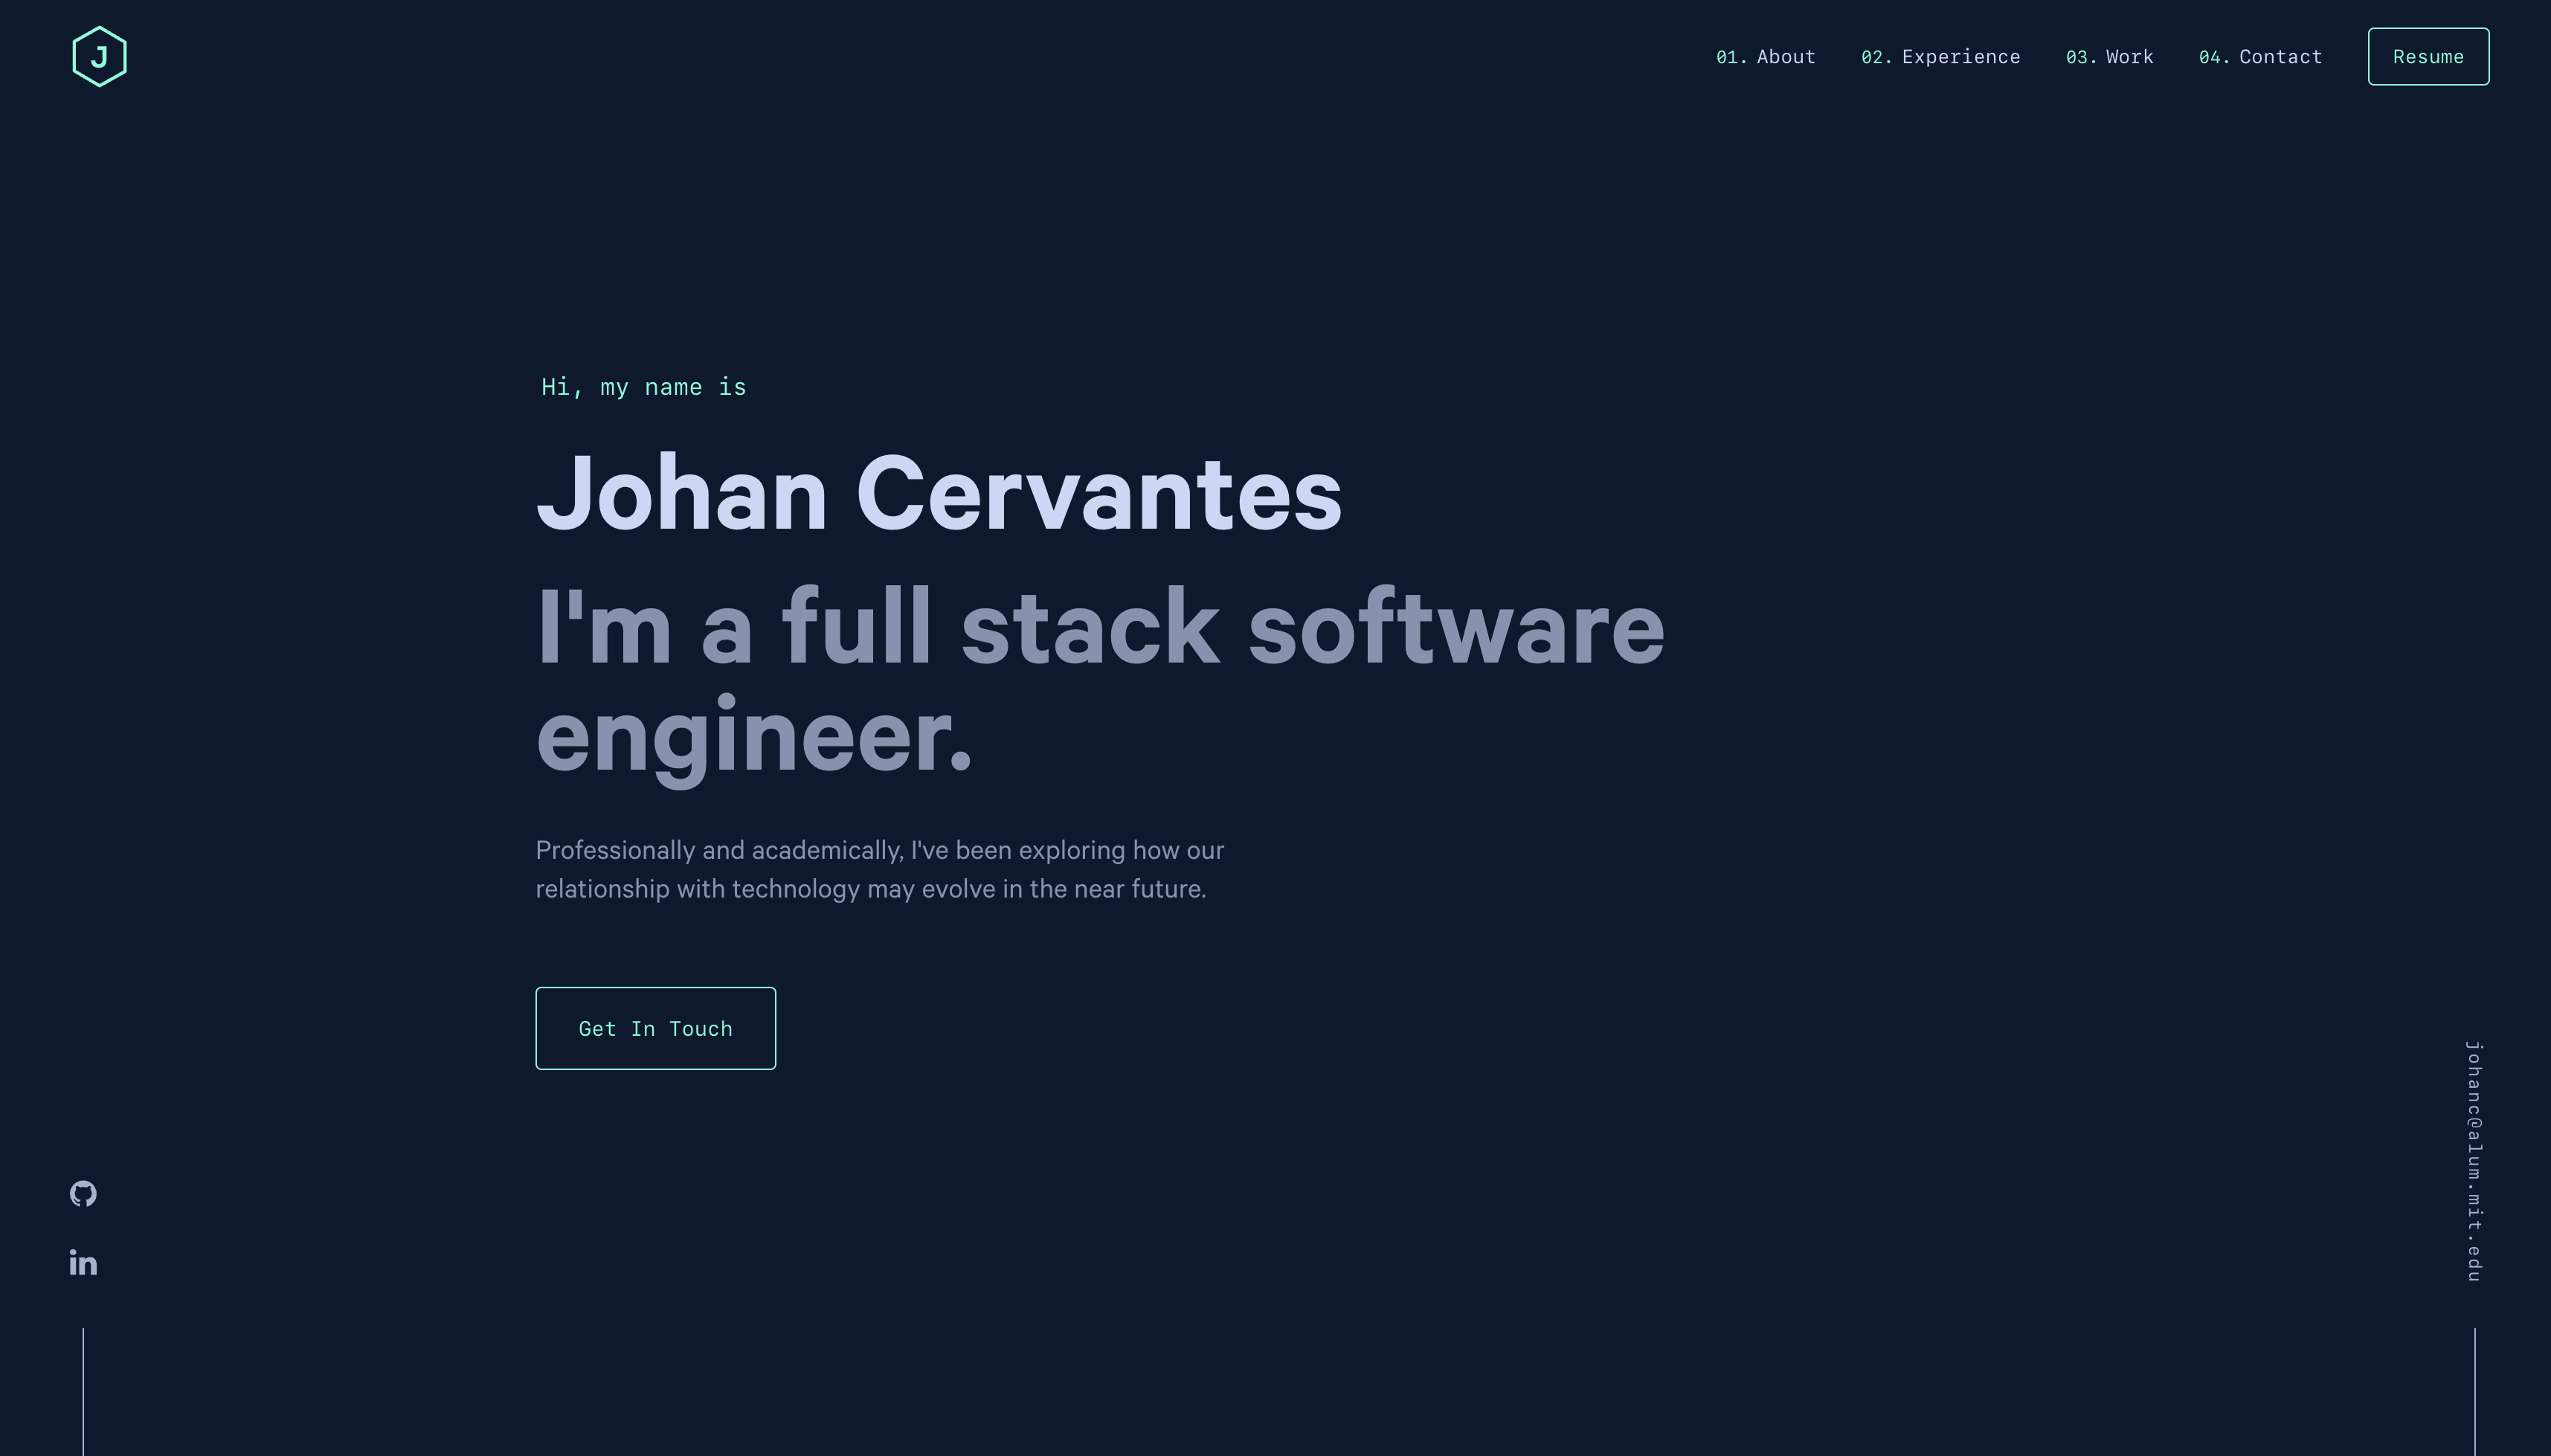 J
01. About 02. Experience 03. Work 04. Contact Resume
Hi, my name is
Johan Cervantes
I'm a full stack software
engineer.
Professionally and academically, I've been exploring how our
relationship with technology may evolve in the near future.
Get In Touch
in
johanc@alum.mit.edu